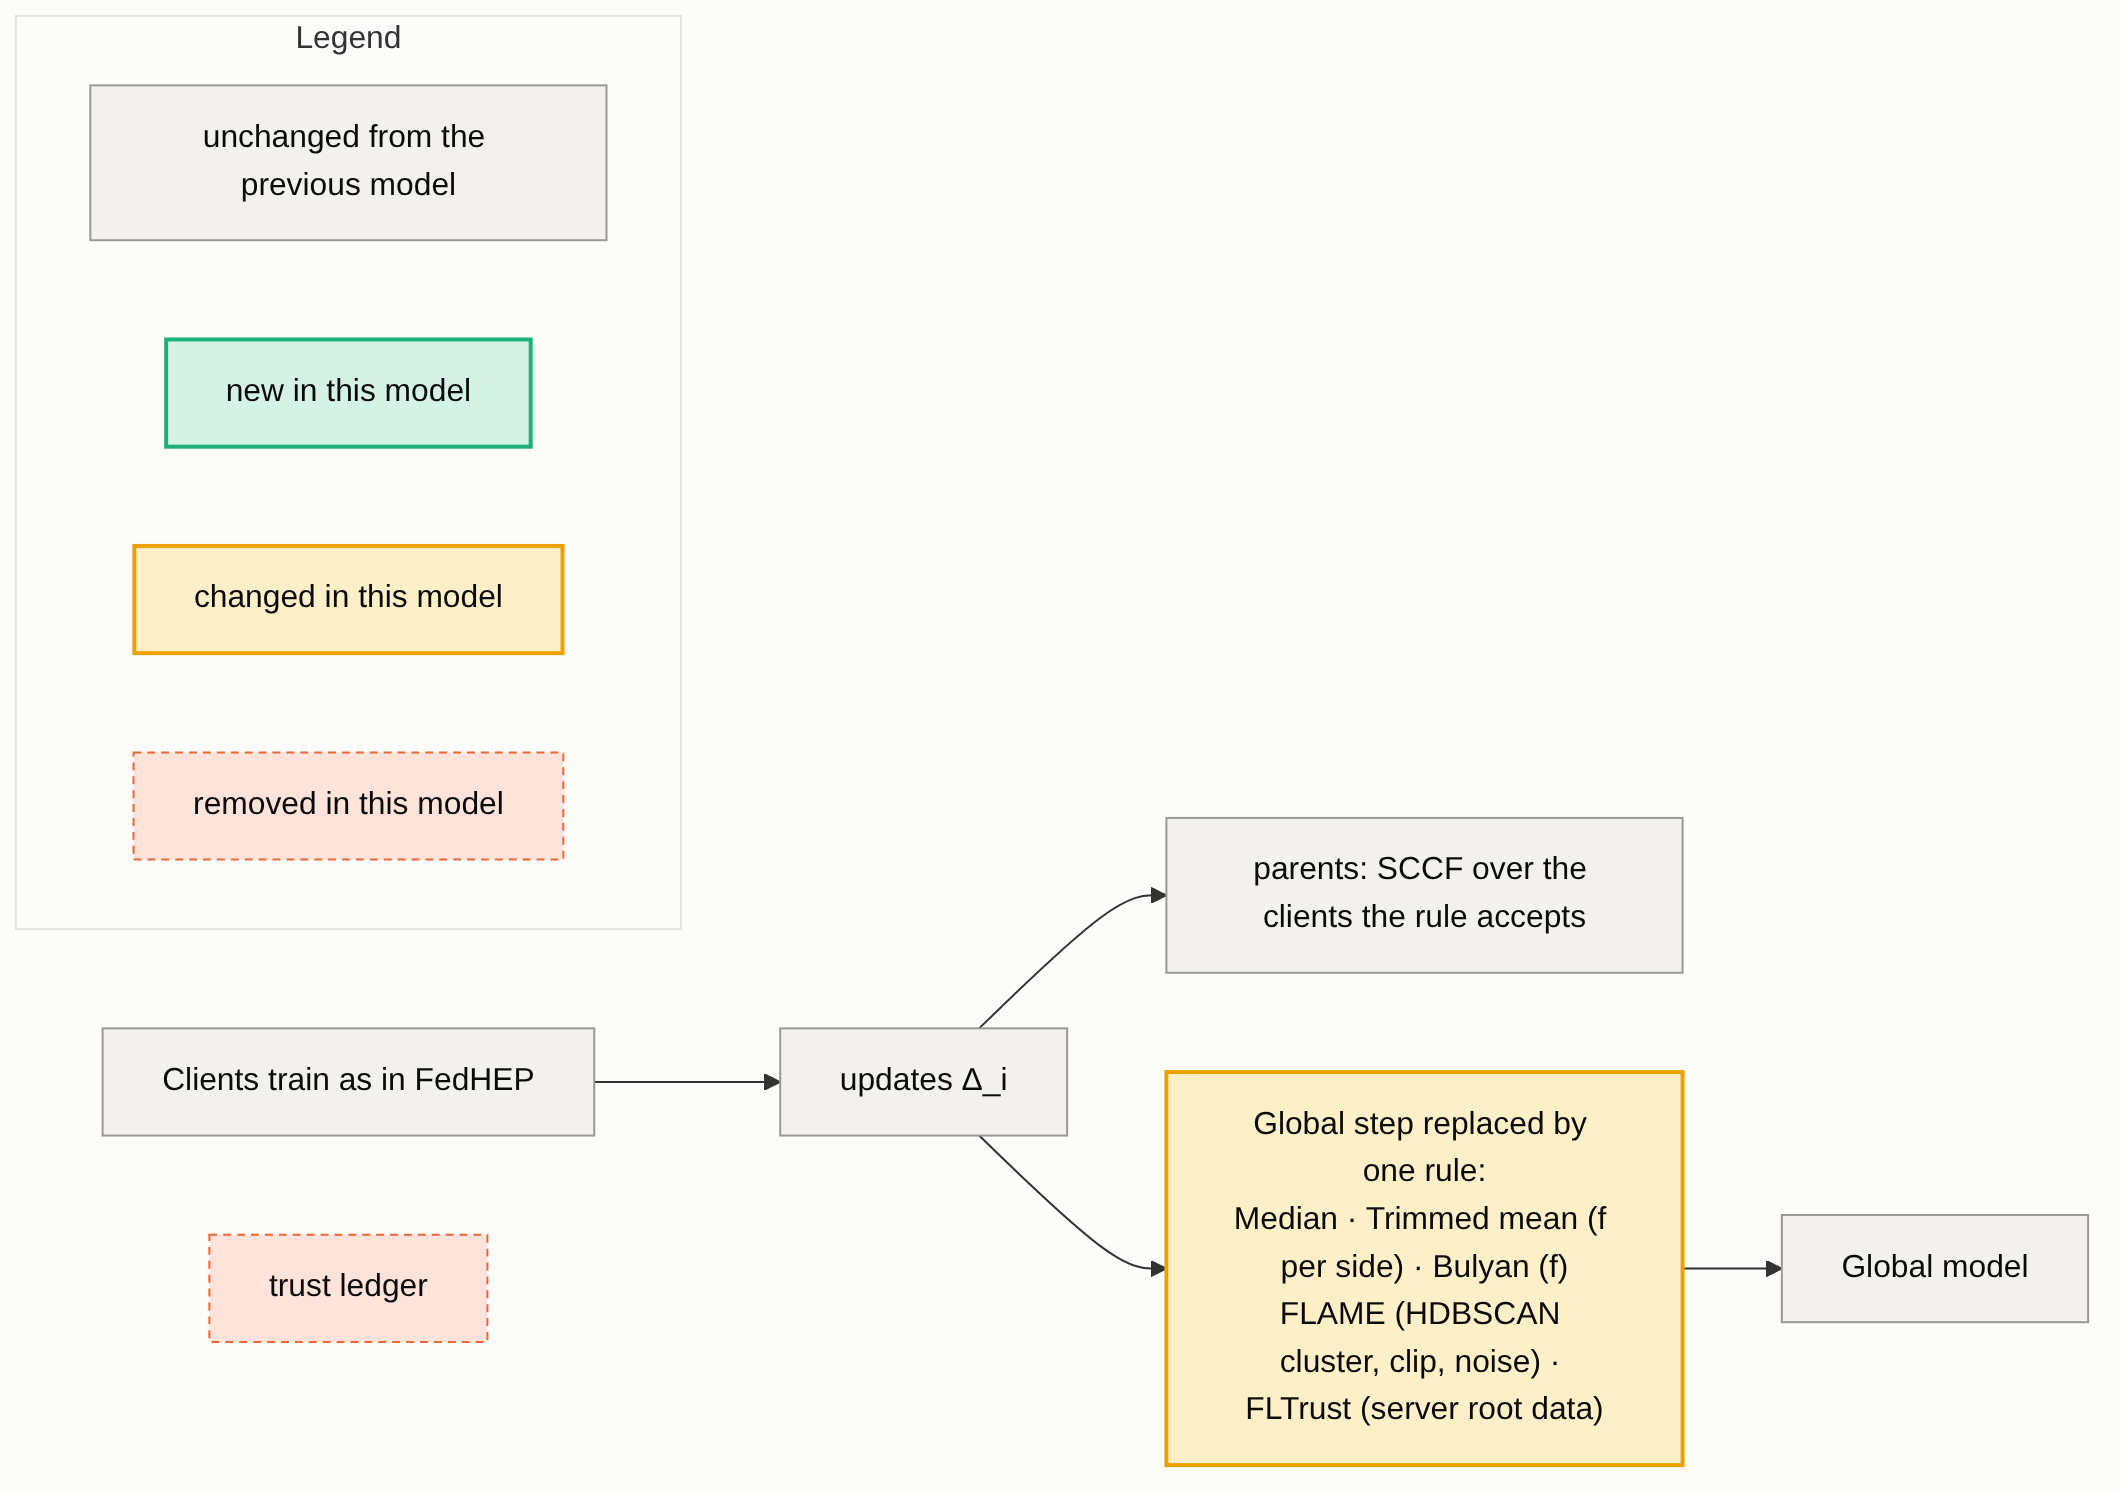 Legend
unchanged from the
previous model
new in this model
changed in this model
removed in this model
parents: SCCF over the
clients the rule accepts
Clients train as in FedHEP
updates Δ_i
Global step replaced by
one rule:
Median · Trimmed mean (f
per side) · Bulyan (f)
FLAME (HDBSCAN
cluster, clip, noise) ·
FLTrust (server root data)
Global model
trust ledger